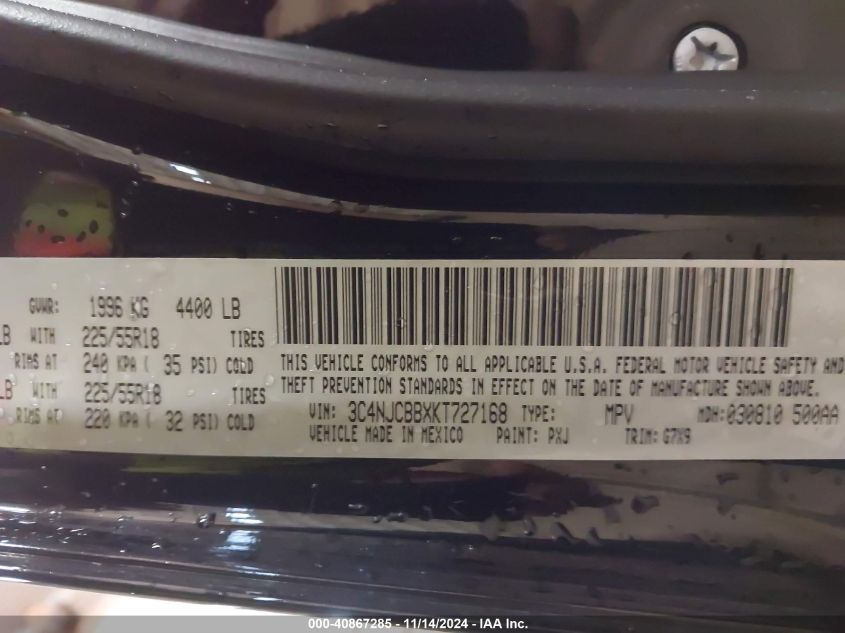 GVWR: 1996 KG 4400 LB
LB WITH 225/55R18 TIRES
RIMS AT 240 KPA ( 35 PSI) COLD
LB WITH 225/55R18 TIRES
RIMS AT 220 KPA ( 32 PSI) COLD
THIS VEHICLE CONFORMS TO ALL APPLICABLE U.S.A. FEDERAL MOTOR VEHICLE SAFETY AND
THEFT PREVENTION STANDARDS IN EFFECT ON THE DATE OF MANUFACTURE SHOWN ABOVE.
VIN: 3C4NJCBBXKT727168 TYPE: MPV MDH:030810 500AA
VEHICLE MADE IN MEXICO PAINT: PXJ TRIM: G7X9
000-40867285 - 11/14/2024 - IAA Inc.